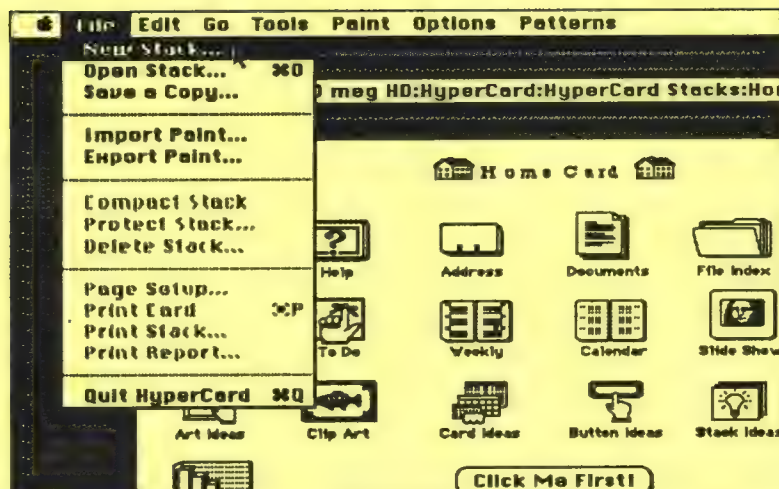 File Edit Go Tools Paint Options Patterns
New Stack...
Open Stack... ⌘O
Save a Copy...
meg HD:HyperCard:HyperCard Stacks:Ho
Import Paint...
Export Paint...
Home Card
Compact Stack
Protect Stack...
Delete Stack...
Help Address Documents File Index
Page Setup...
Print Card ⌘P
Print Stack...
Print Report...
To Do Weekly Calendar Slide Show
Quit HyperCard ⌘Q
Art Ideas Clip Art Card Ideas Button Ideas Stack Ideas
Click Me First!